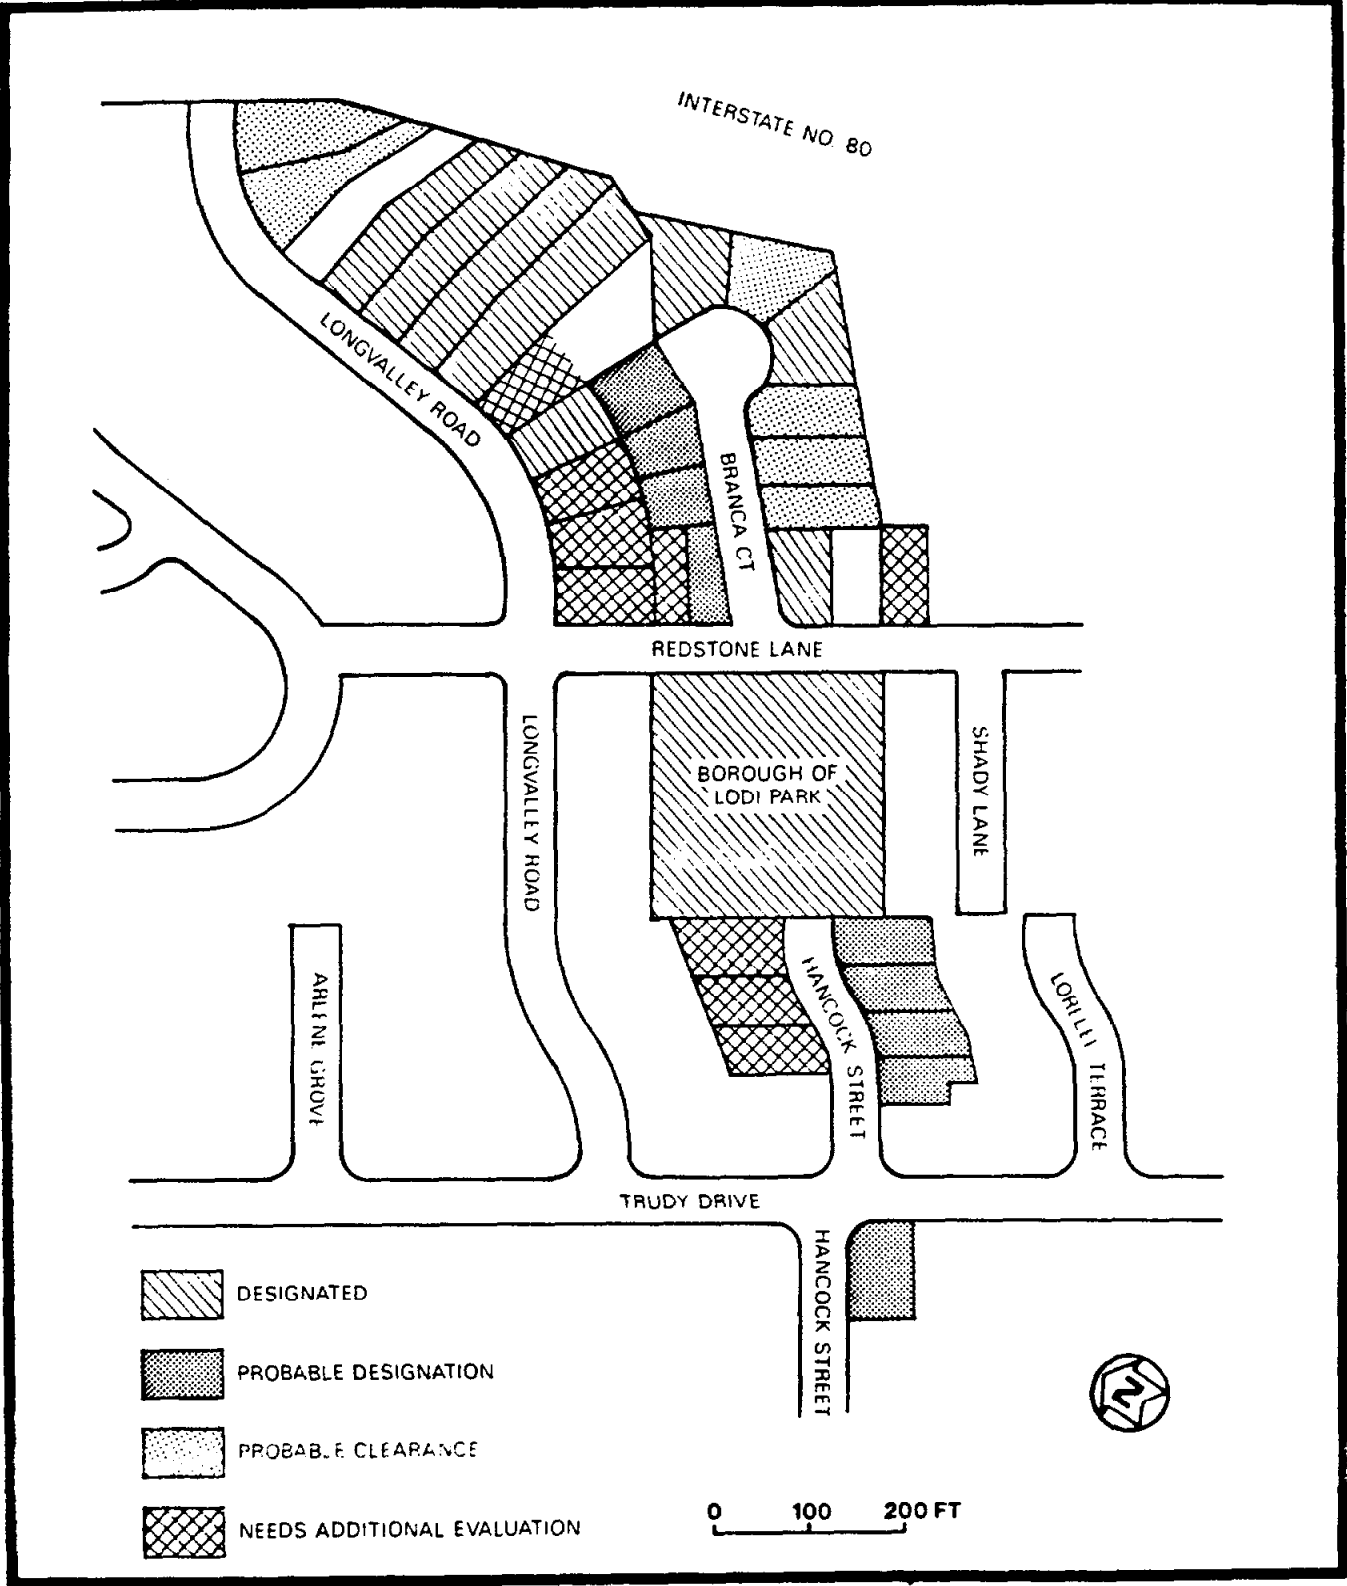 INTERSTATE NO. 80
LONGVALLEY ROAD
BRANCA CT
REDSTONE LANE
LONGVALLEY ROAD
BOROUGH OF
LODI PARK
SHADY LANE
ARLENE GROVE
HANCOCK STREET
TERRACE
TRUDY DRIVE
HANCOCK STREET
DESIGNATED
PROBABLE DESIGNATION
PROBABLE CLEARANCE
NEEDS ADDITIONAL EVALUATION
N
0 100 200 FT